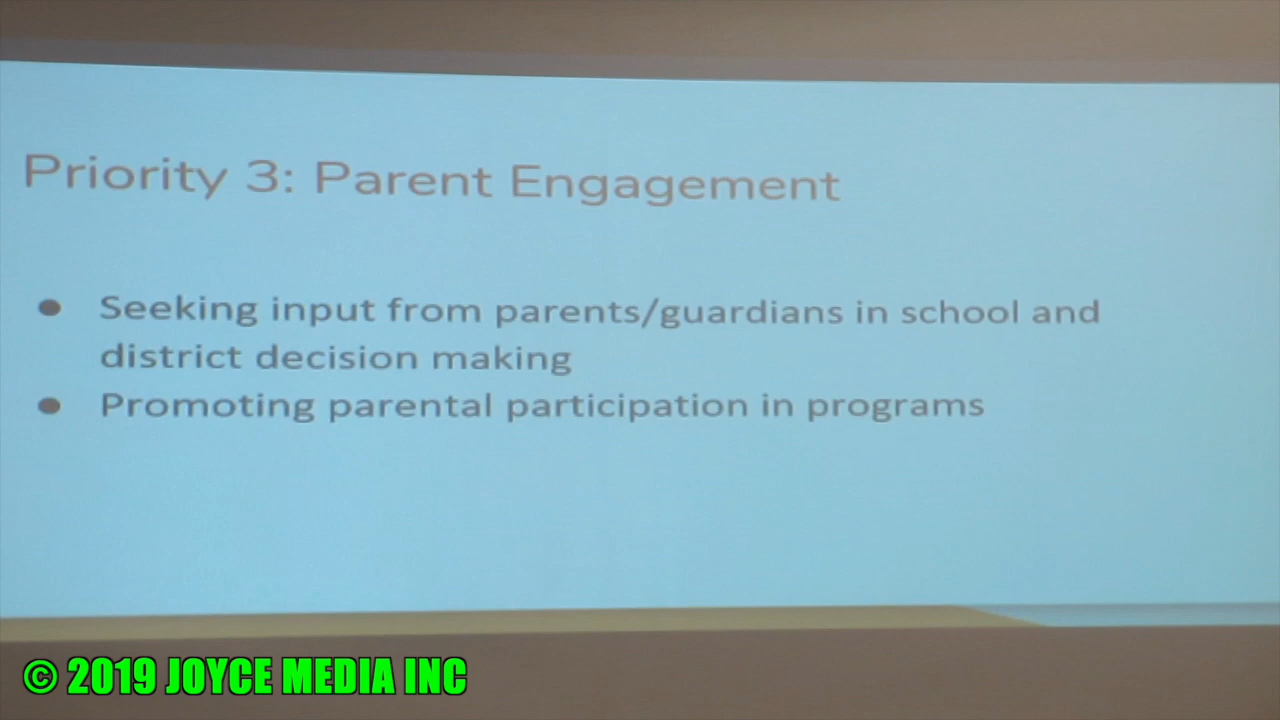 Priority 3: Parent Engagement
● Seeking input from parents/guardians in school and
district decision making
● Promoting parental participation in programs
© 2019 JOYCE MEDIA INC